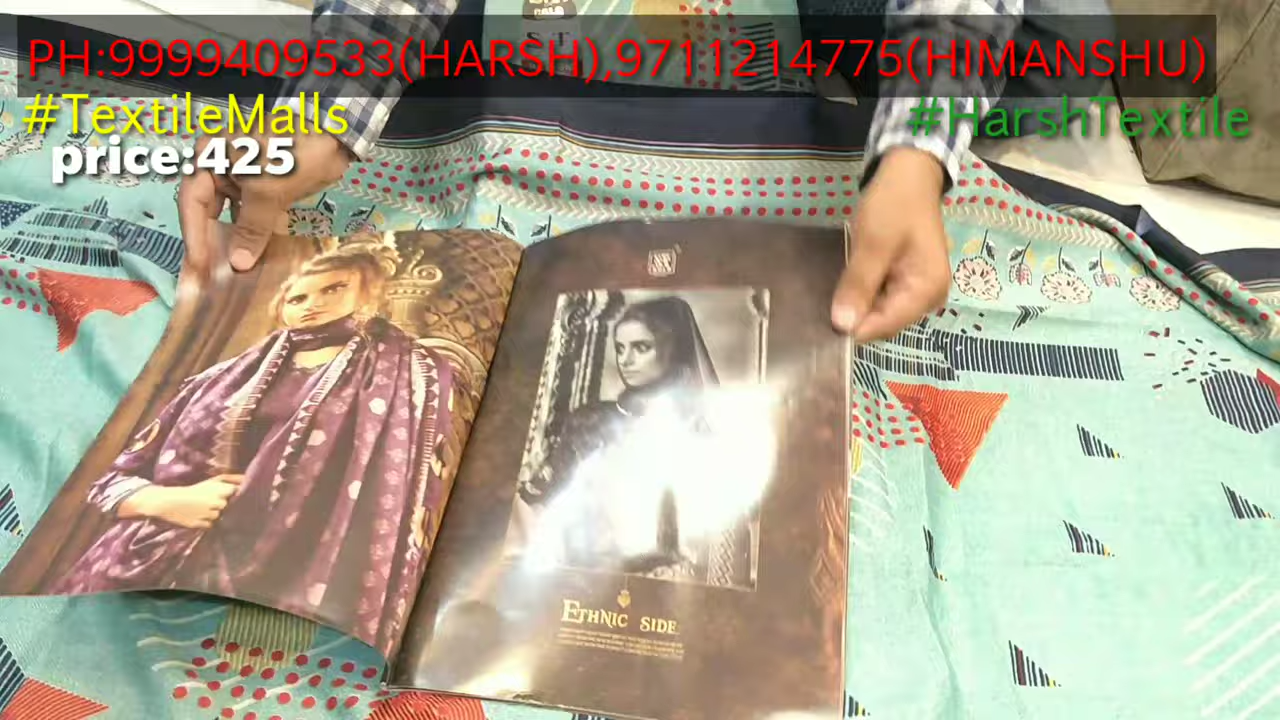 PH:9999409533(HARSH),9711214775(HIMANSHU)
#TextileMalls
#HarshTextile
price:425
ETHNIC SIDE